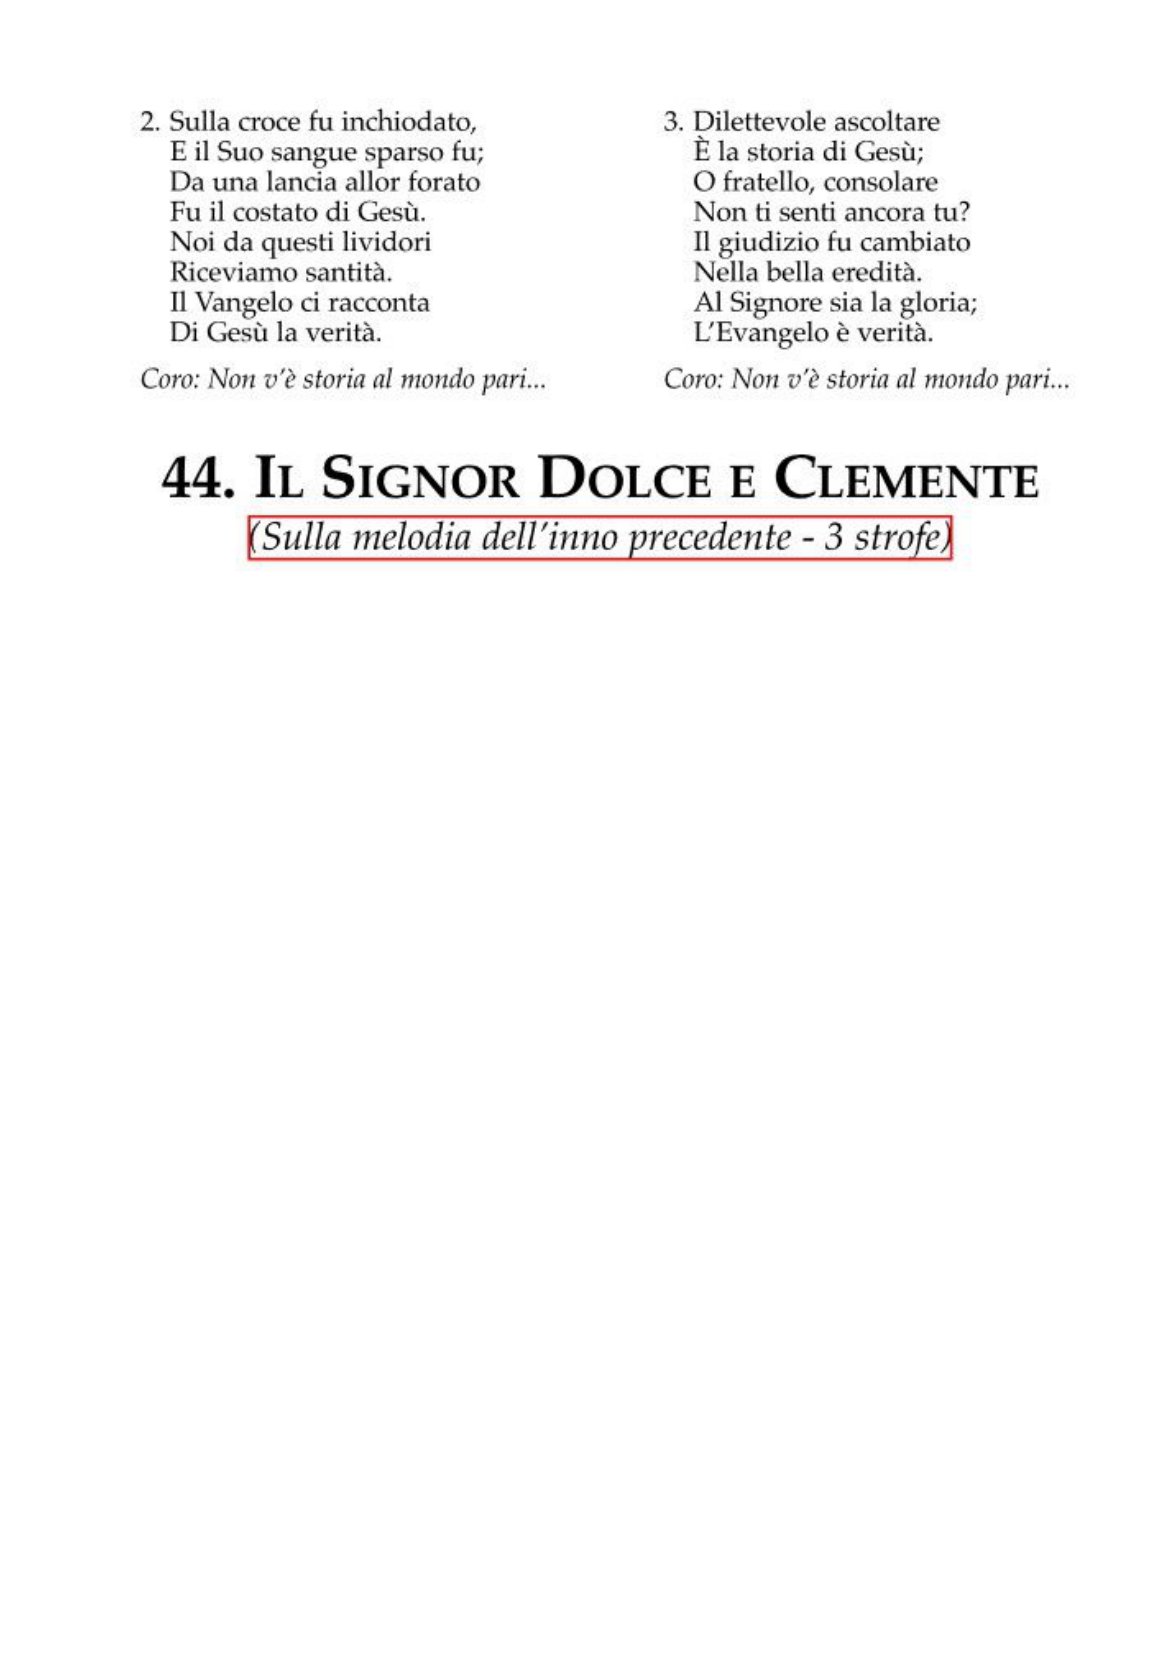 2. Sulla croce fu inchiodato,
E il Suo sangue sparso fu;
Da una lancia allor forato
Fu il costato di Gesù.
Noi da questi lividori
Riceviamo santità.
Il Vangelo ci racconta
Di Gesù la verità.
Coro: Non v'è storia al mondo pari...
3. Dilettevole ascoltare
È la storia di Gesù;
O fratello, consolare
Non ti senti ancora tu?
Il giudizio fu cambiato
Nella bella eredità.
Al Signore sia la gloria;
L'Evangelo è verità.
Coro: Non v'è storia al mondo pari...
44. IL SIGNOR DOLCE E CLEMENTE
(Sulla melodia dell'inno precedente - 3 strofe)